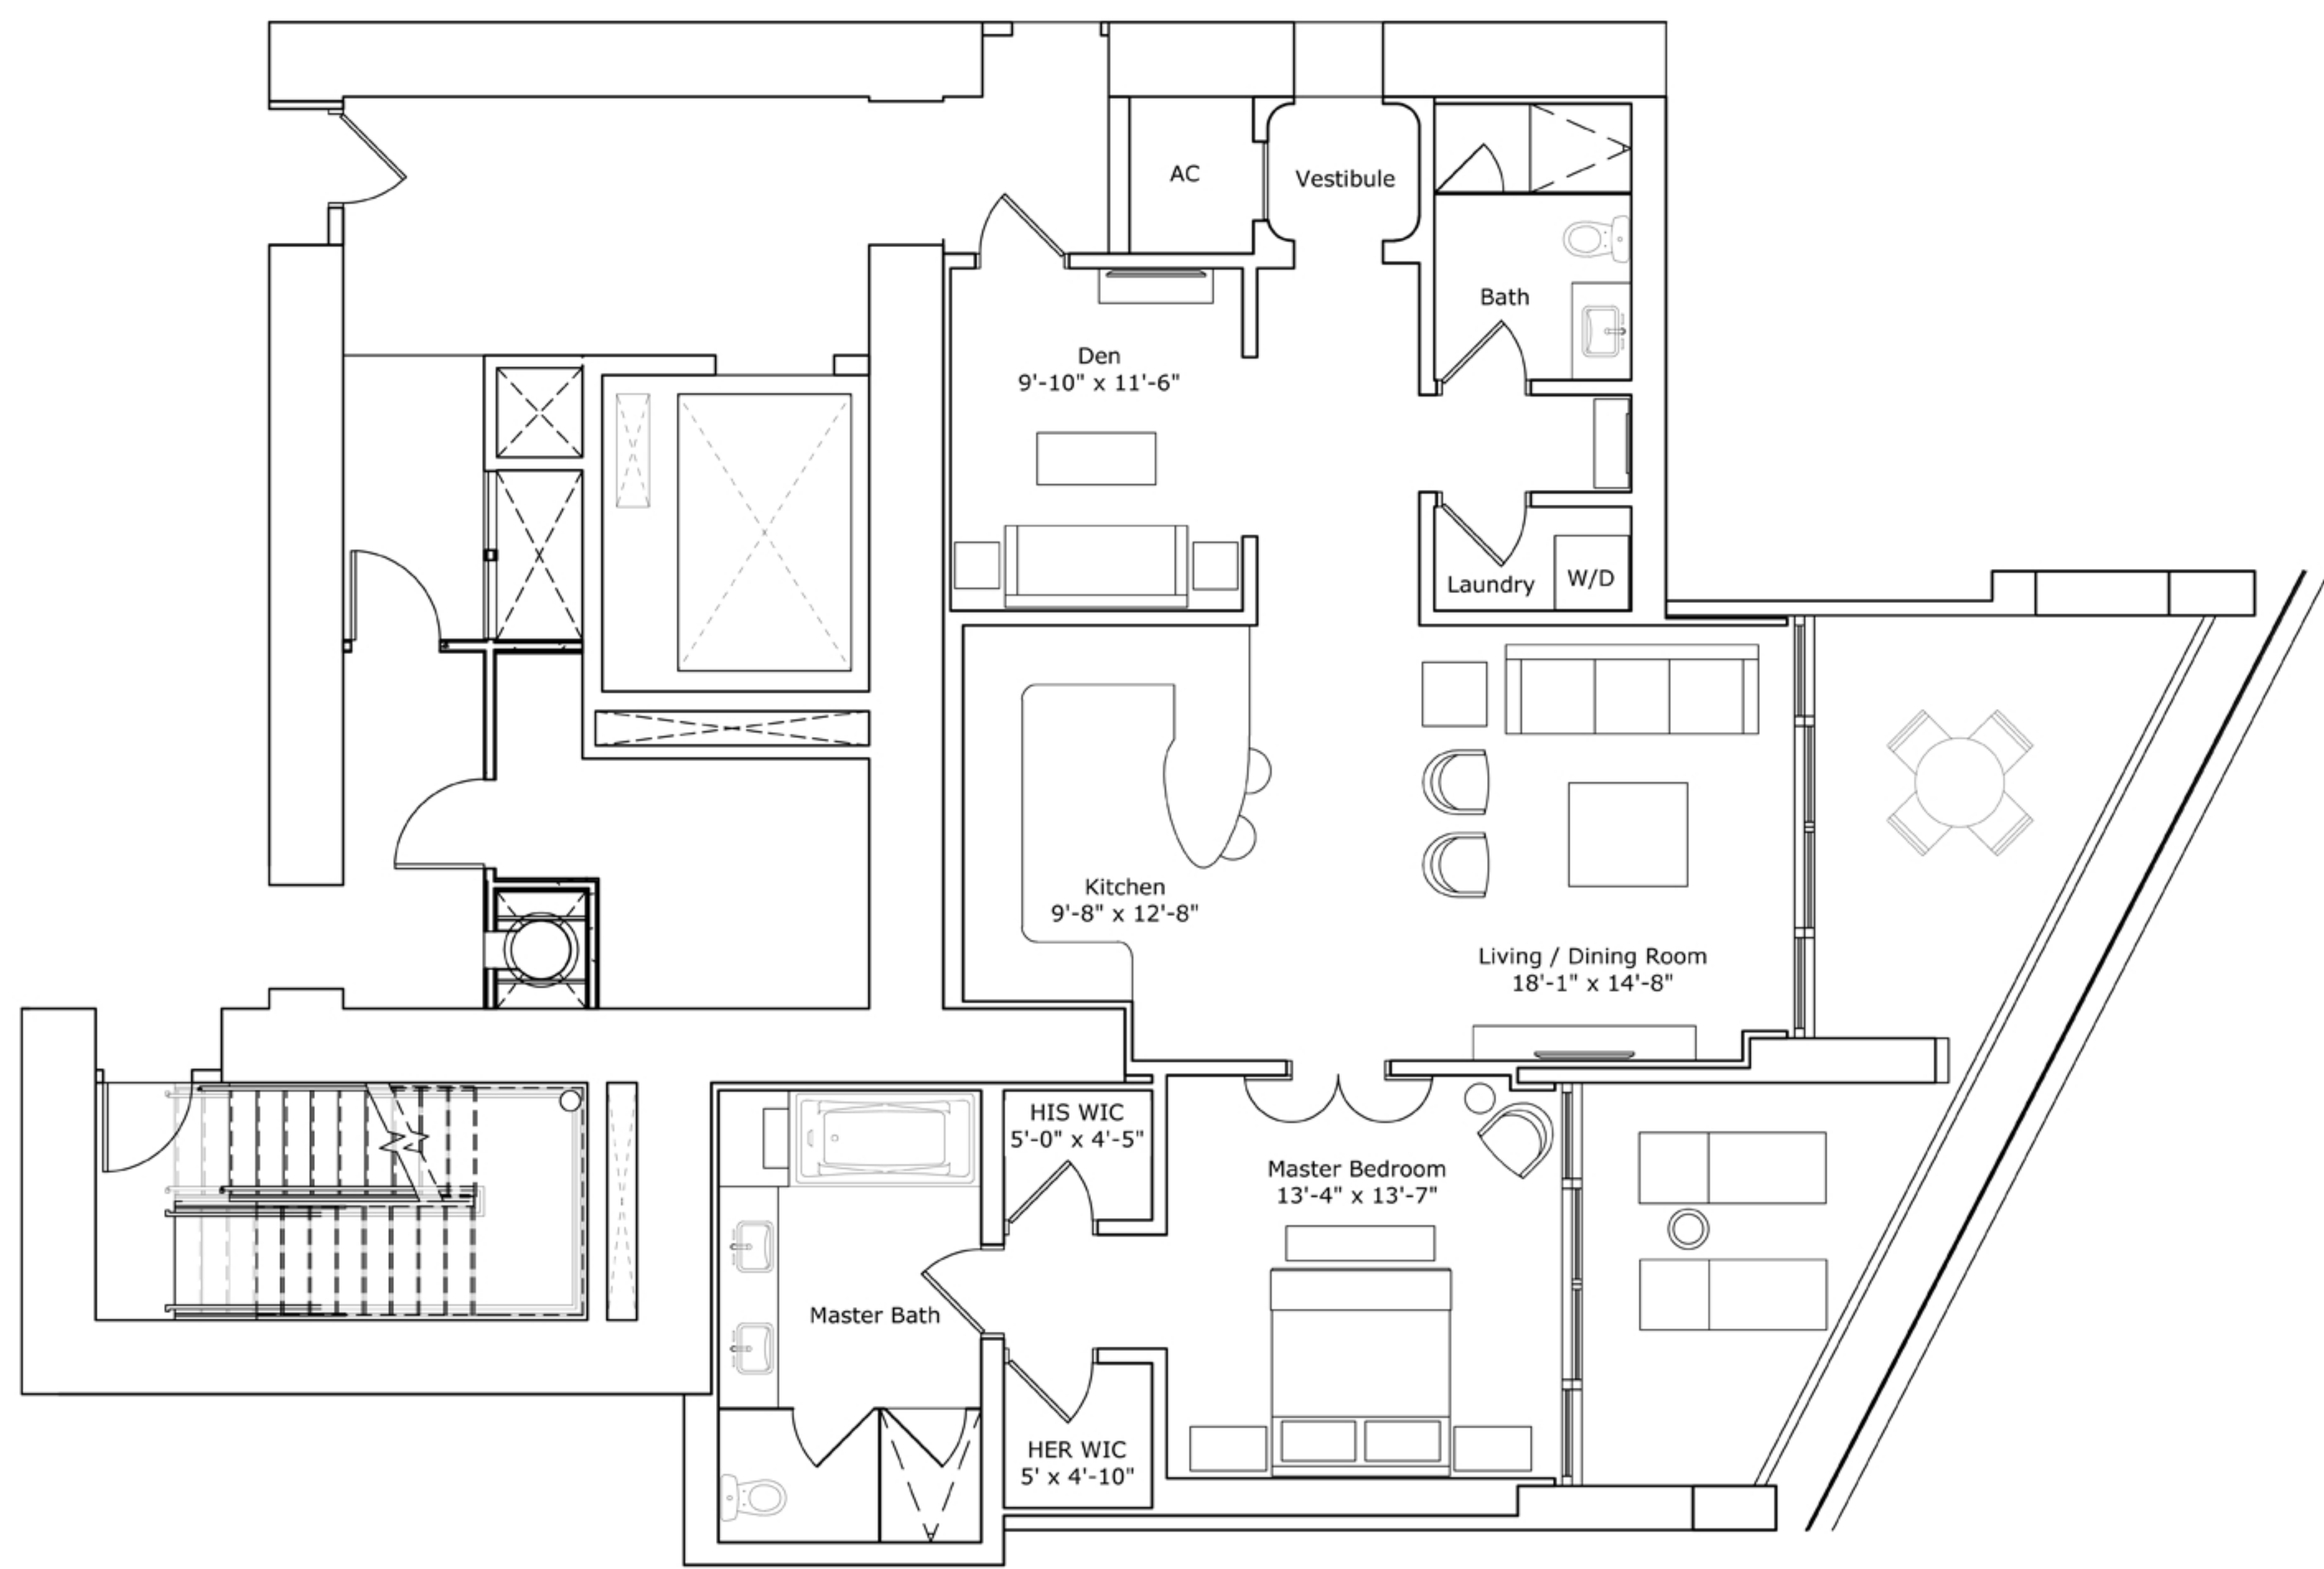 AC
Vestibule
Bath
Den
9'-10" x 11'-6"
Laundry
W/D
Kitchen
9'-8" x 12'-8"
Living / Dining Room
18'-1" x 14'-8"
HIS WIC
5'-0" x 4'-5"
Master Bedroom
13'-4" x 13'-7"
Master Bath
HER WIC
5' x 4'-10"